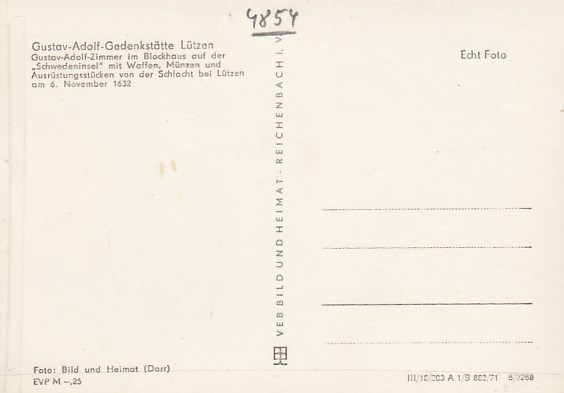 4854
Gustav-Adolf-Gedenkstätte Lützen
Gustav-Adolf-Zimmer im Blockhaus auf der
„Schwedeninsel" mit Waffen, Münzen und
Ausrüstungsstücken von der Schlacht bei Lützen
am 6. November 1632
Echt Foto
VEB BILD UND HEIMAT - REICHENBACH I. V
Foto: Bild und Heimat (Darr)
EVP M -,25
III/10/203 A 1/B 882/71